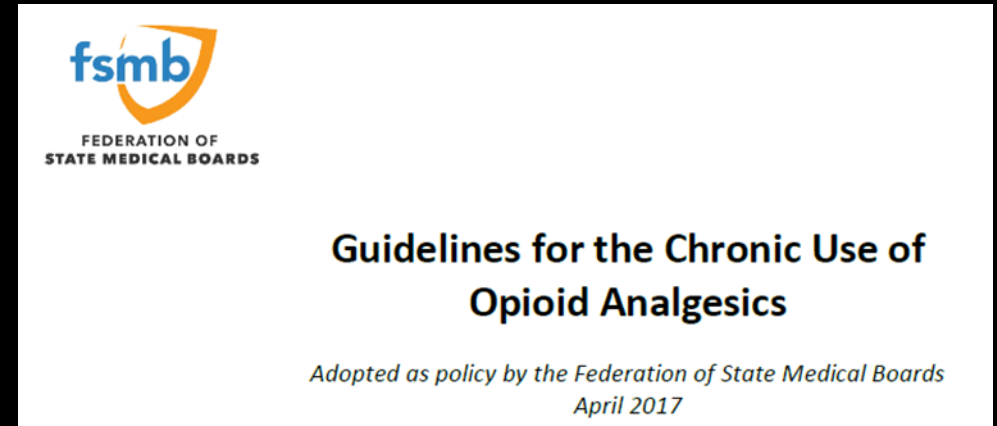 fsmb
FEDERATION OF
STATE MEDICAL BOARDS
Guidelines for the Chronic Use of
Opioid Analgesics
Adopted as policy by the Federation of State Medical Boards
April 2017